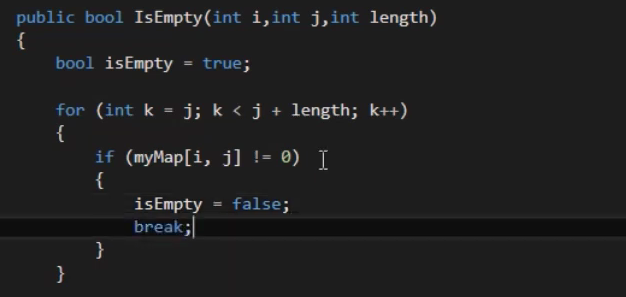 public bool IsEmpty(int i,int j,int length)
{
bool isEmpty = true;
for (int k = j; k < j + length; k++)
{
if (myMap[i, j] != 0)
{
isEmpty = false;
break;
}
}